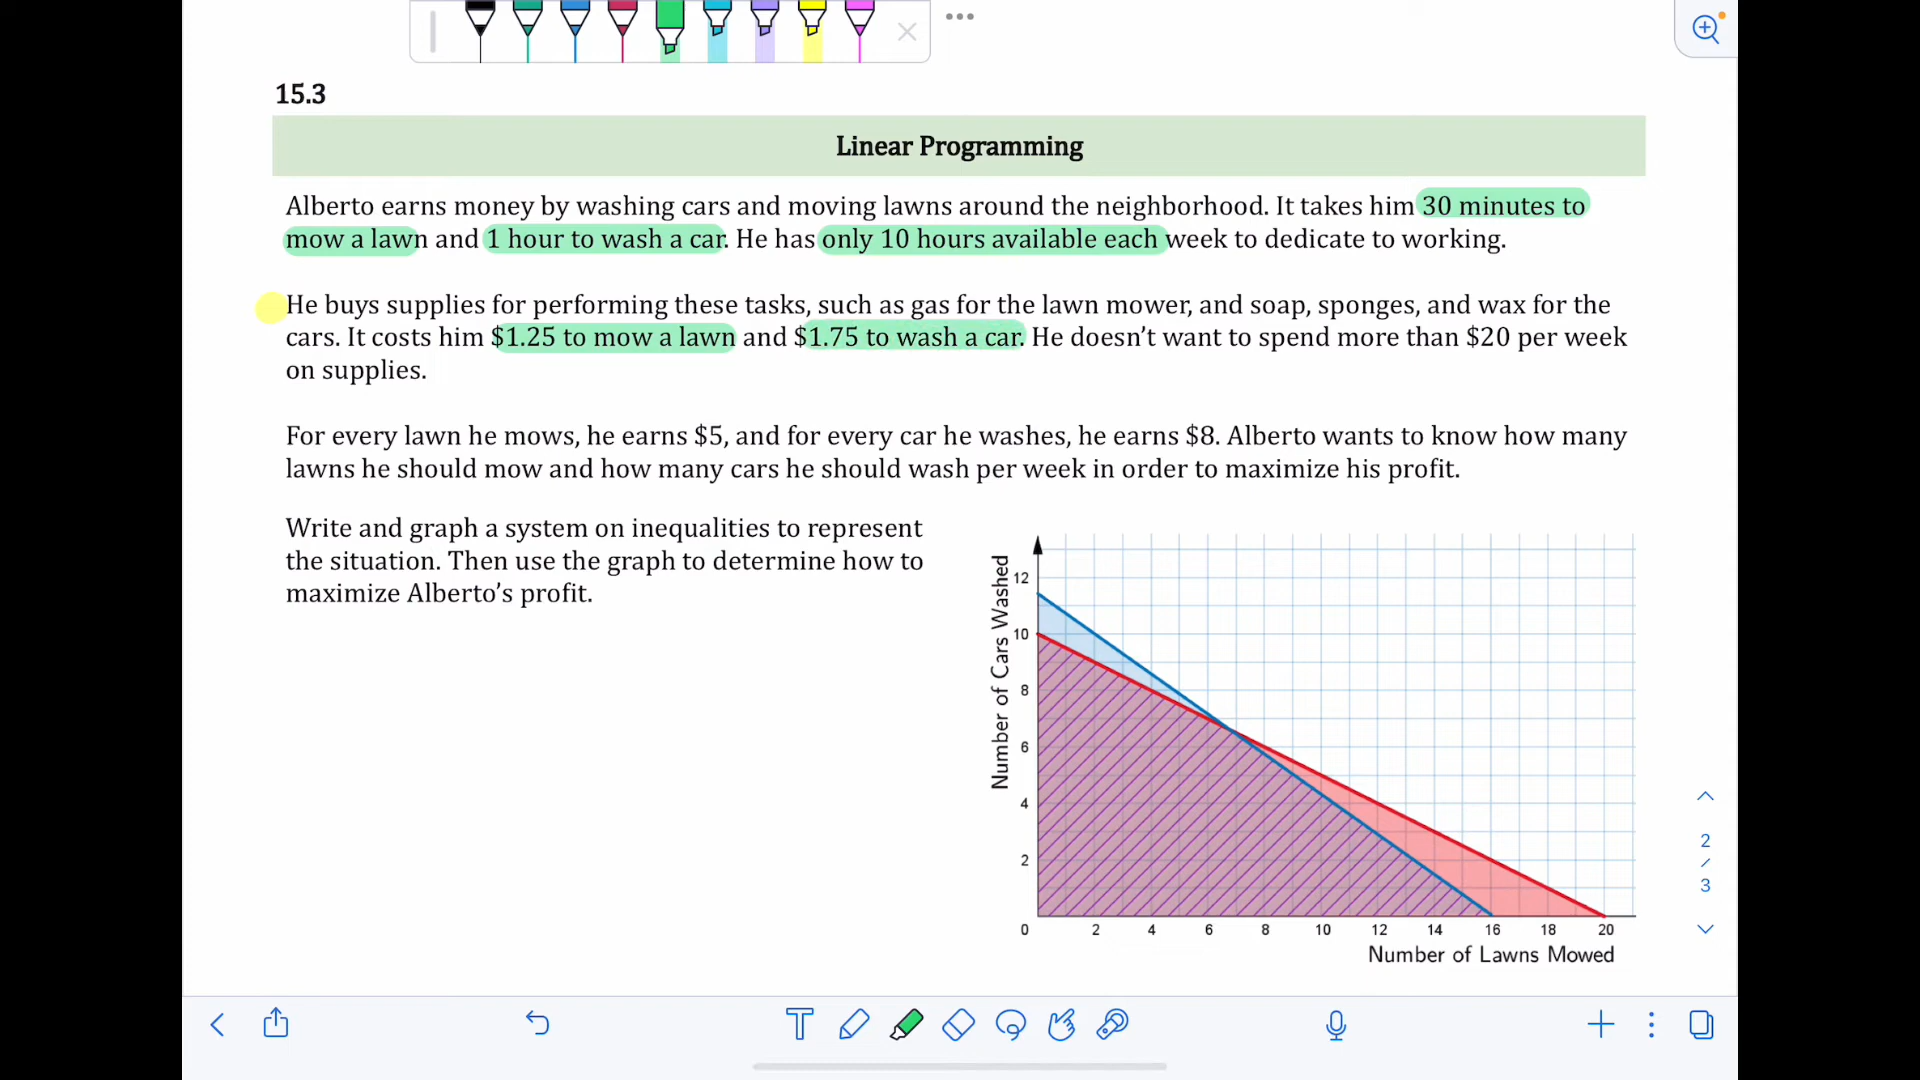 15.3
Linear Programming
Alberto earns money by washing cars and moving lawns around the neighborhood. It takes him 30 minutes to
mow a lawn and 1 hour to wash a car. He has only 10 hours available each week to dedicate to working.
He buys supplies for performing these tasks, such as gas for the lawn mower, and soap, sponges, and wax for the
cars. It costs him $1.25 to mow a lawn and $1.75 to wash a car. He doesn’t want to spend more than $20 per week
on supplies.
For every lawn he mows, he earns $5, and for every car he washes, he earns $8. Alberto wants to know how many
lawns he should mow and how many cars he should wash per week in order to maximize his profit.
Write and graph a system on inequalities to represent
the situation. Then use the graph to determine how to
maximize Alberto’s profit.
Number of Cars Washed
12
10
8
6
4
2
0 2 4 6 8 10 12 14 16 18 20
Number of Lawns Mowed
2
/
3